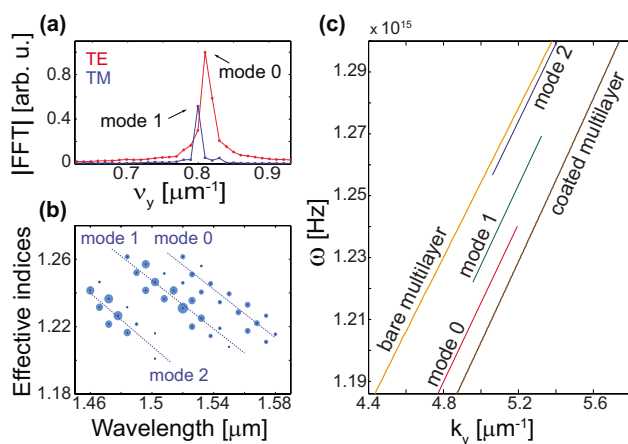 (a)
TE
TM
mode 0
mode 1
|FFT| [arb. u.]
1.0
0.8
0.4
0
0.7
0.8
0.9
ν_y [μm⁻¹]
(b)
mode 1
mode 0
mode 2
Effective indices
1.26
1.22
1.18
1.46
1.5
1.54
1.58
Wavelength [μm]
(c)
x 10¹⁵
1.29
1.27
1.25
1.23
1.21
1.19
ω [Hz]
bare multilayer
mode 2
mode 1
mode 0
coated multilayer
4.4
4.8
5.2
5.6
k_y [μm⁻¹]